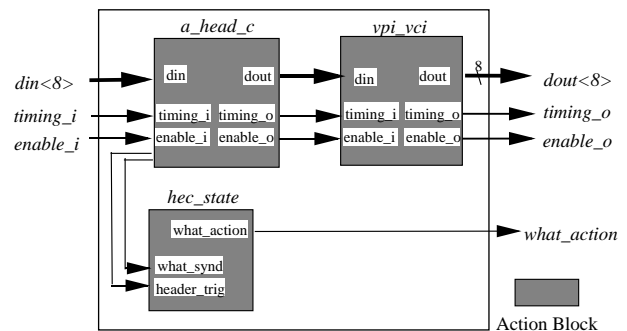 a_head_c
vpi_vci
din<8>
din
dout
din
dout
8
dout<8>
timing_i
timing_i
timing_o
timing_i
timing_o
timing_o
enable_i
enable_i
enable_o
enable_i
enable_o
enable_o
hec_state
what_action
what_action
what_synd
header_trig
Action Block